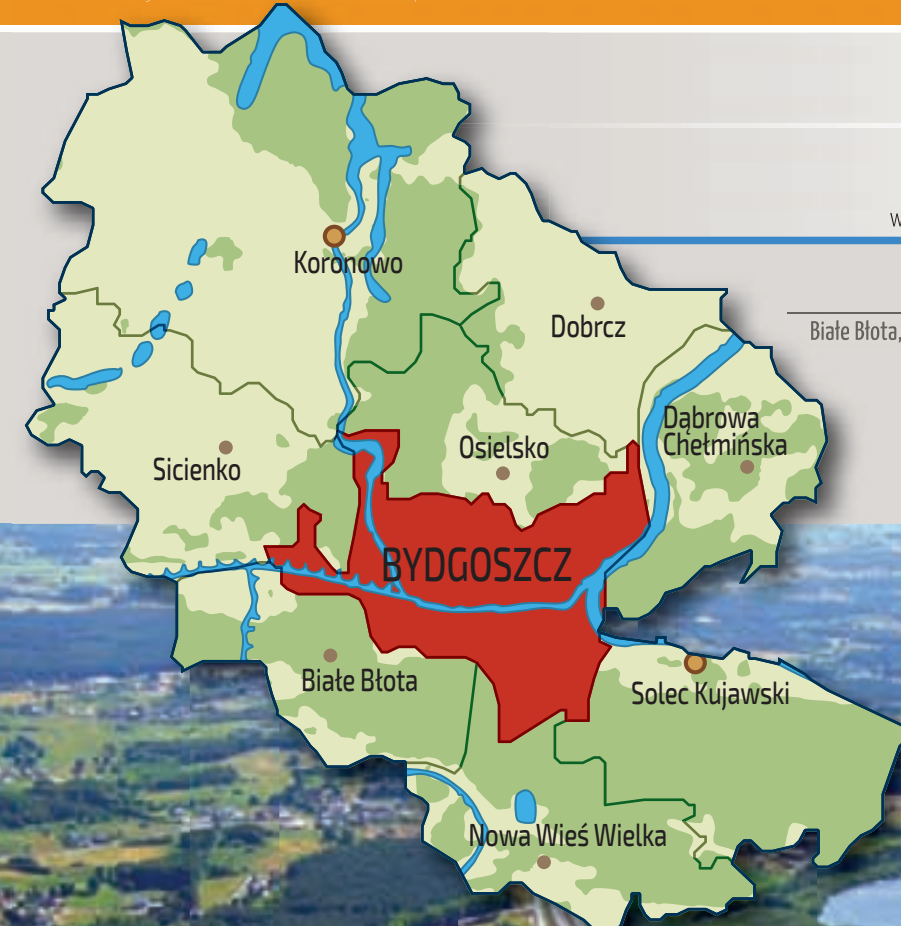 W
Koronowo
Dobrcz
Białe Błota,
Dąbrowa
Chełmińska
Osielsko
Sicienko
BYDGOSZCZ
Białe Błota
Solec Kujawski
Nowa Wieś Wielka